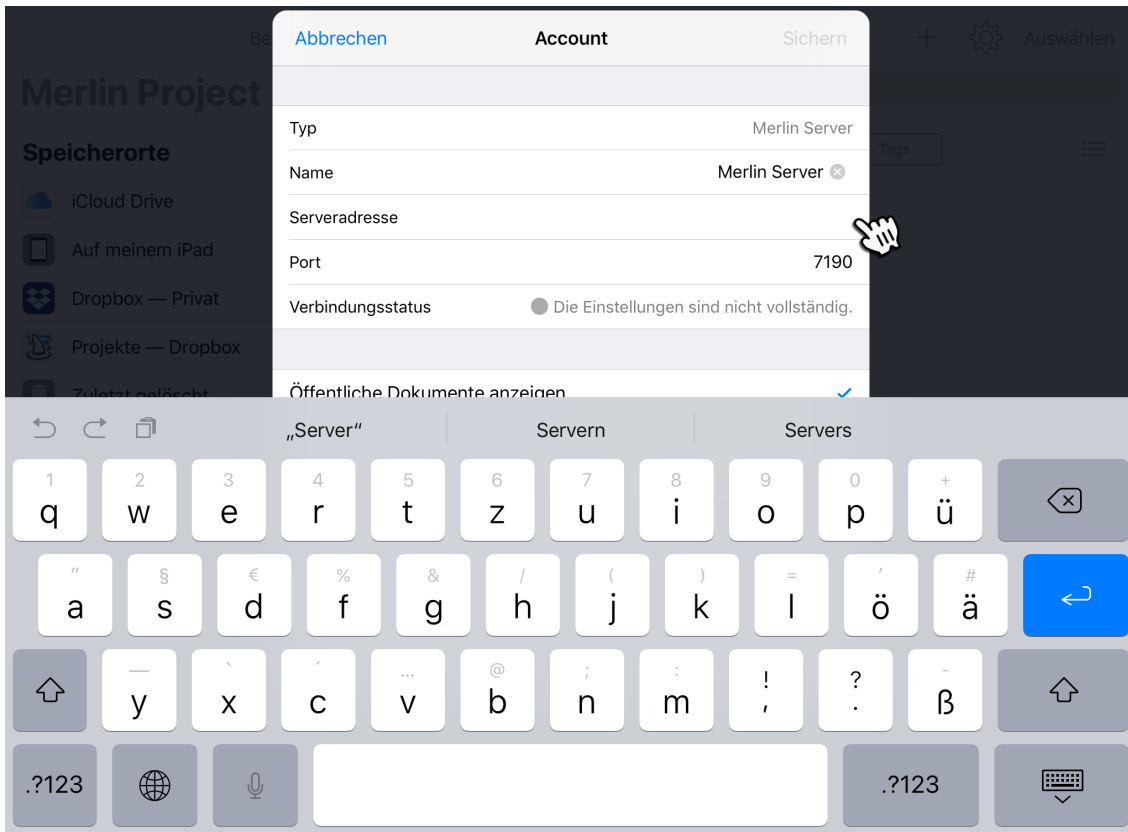 Be
Abbrechen Account Sichern
Auswählen
Merlin Project
Typ Merlin Server
Speicherorte
Tags
Name Merlin Server
iCloud Drive
Serveradresse
Auf meinem iPad
Port 7190
Dropbox — Privat
Verbindungsstatus Die Einstellungen sind nicht vollständig.
Projekte — Dropbox
Zuletzt gelöscht
Öffentliche Dokumente anzeigen
„Server“ Servern Servers
1 2 3 4 5 6 7 8 9 0 +
q w e r t z u i o p ü
" § € % & / ( ) = ' #
a s d f g h j k l ö ä
— ` ´ ... @ ; : ! ? -
y x c v b n m , . ß
.?123 .?123